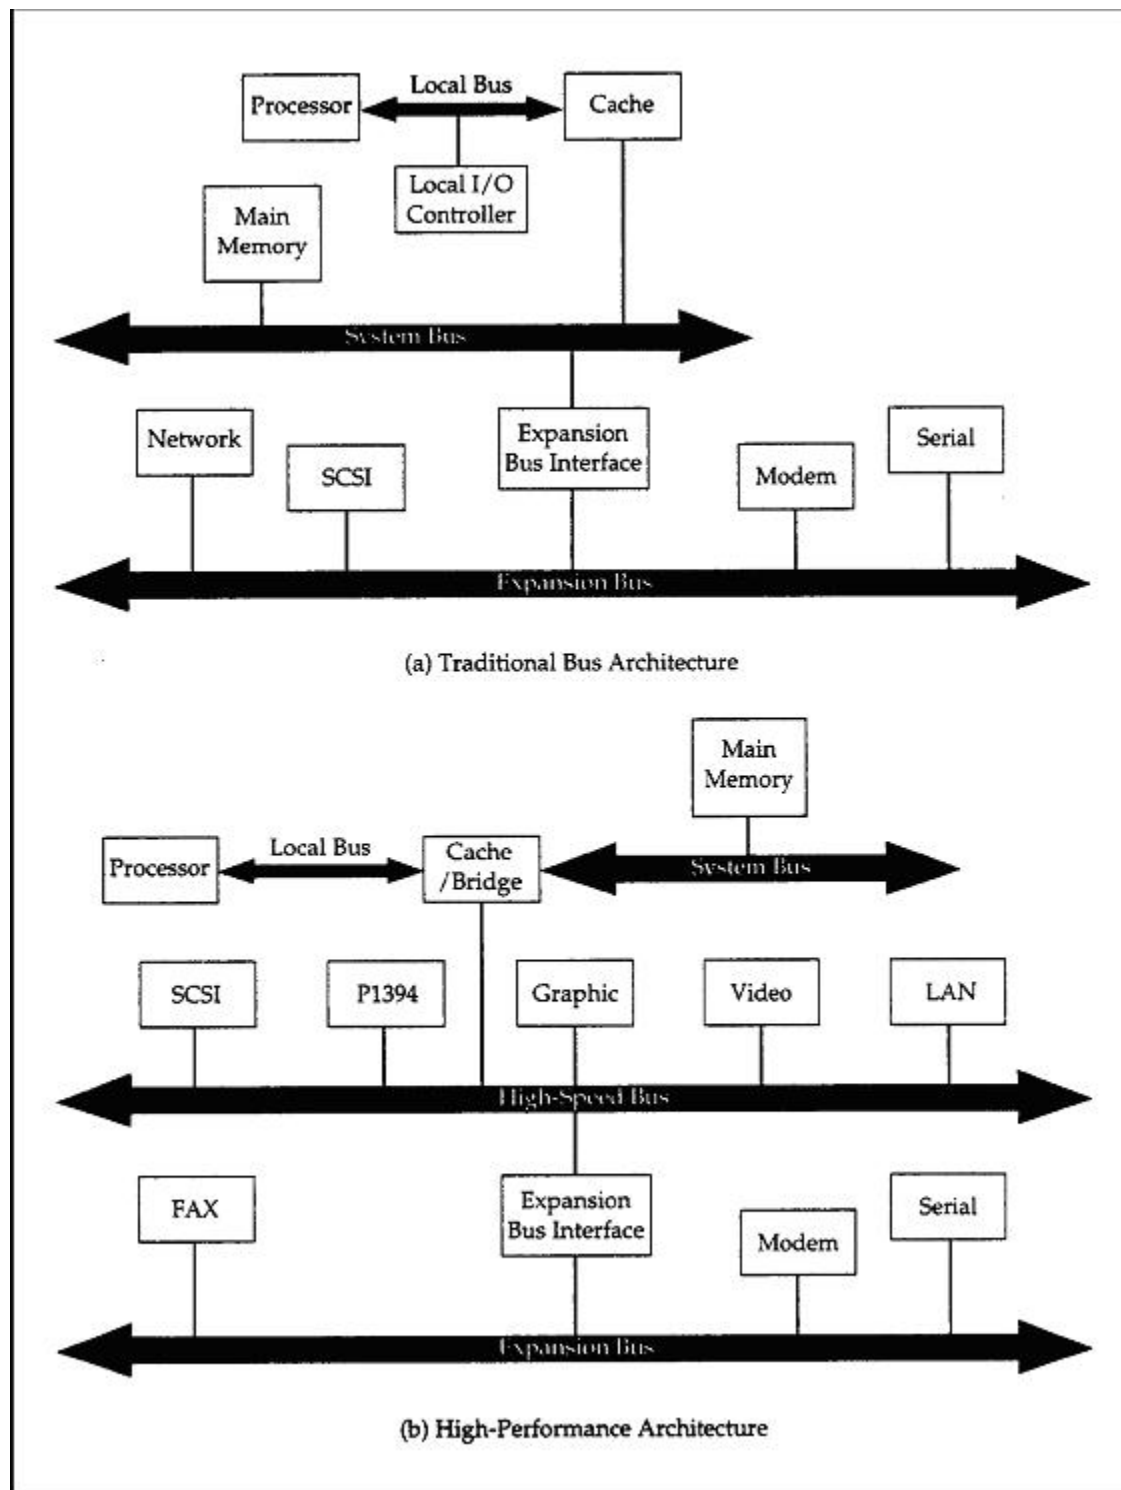 Local Bus
Processor
Cache
Local I/O
Controller
Main
Memory
System Bus
Network
SCSI
Expansion
Bus Interface
Modem
Serial
Expansion Bus
(a) Traditional Bus Architecture
Main
Memory
Local Bus
Processor
Cache
/Bridge
System Bus
SCSI
P1394
Graphic
Video
LAN
High-Speed Bus
FAX
Expansion
Bus Interface
Modem
Serial
Expansion Bus
(b) High-Performance Architecture